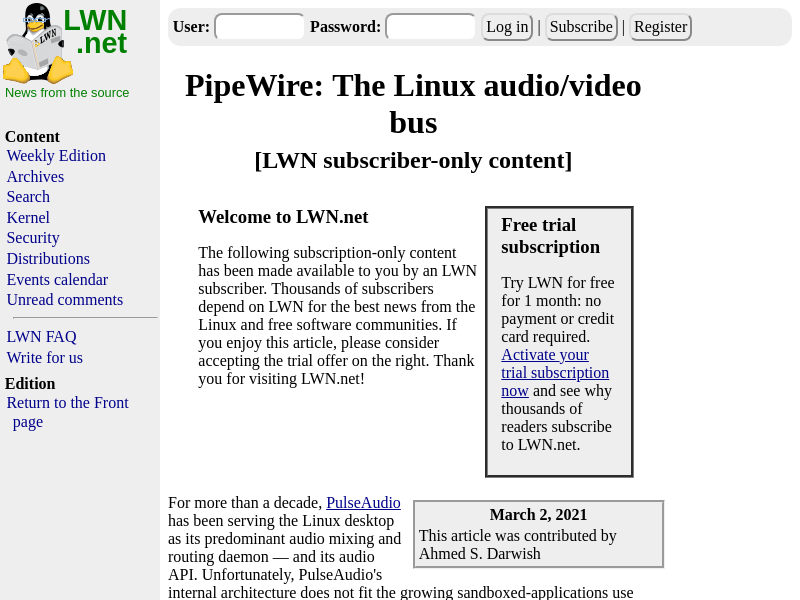 LWN
.net
News from the source
Content
Weekly Edition
Archives
Search
Kernel
Security
Distributions
Events calendar
Unread comments
LWN FAQ
Write for us
Edition
Return to the Front
page
User: Password: Log in | Subscribe | Register
PipeWire: The Linux audio/video
bus
[LWN subscriber-only content]
Welcome to LWN.net
The following subscription-only content
has been made available to you by an LWN
subscriber. Thousands of subscribers
depend on LWN for the best news from the
Linux and free software communities. If
you enjoy this article, please consider
accepting the trial offer on the right. Thank
you for visiting LWN.net!
Free trial
subscription
Try LWN for free
for 1 month: no
payment or credit
card required.
Activate your
trial subscription
now and see why
thousands of
readers subscribe
to LWN.net.
March 2, 2021
This article was contributed by
Ahmed S. Darwish
For more than a decade, PulseAudio
has been serving the Linux desktop
as its predominant audio mixing and
routing daemon — and its audio
API. Unfortunately, PulseAudio's
internal architecture does not fit the growing sandboxed-applications use